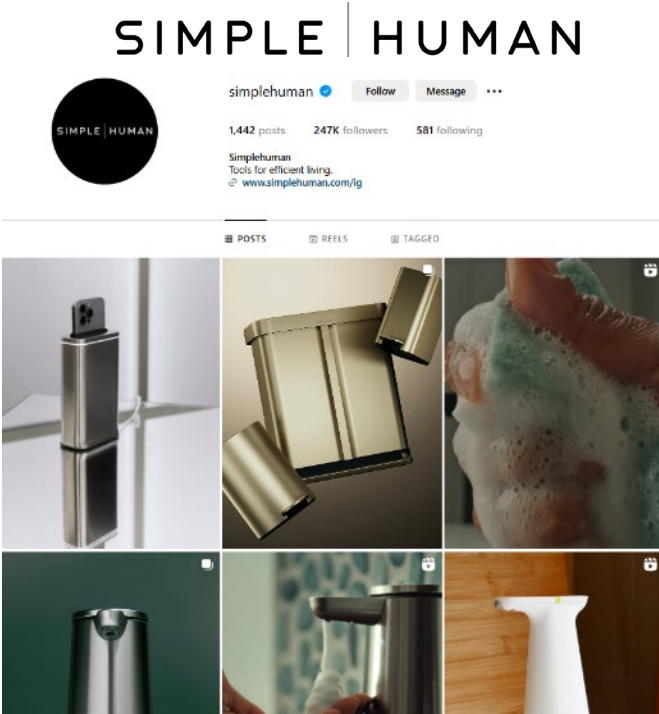 SIMPLE | HUMAN
SIMPLE | HUMAN
simplehuman Follow Message
1,442 posts 247K followers 581 following
Simplehuman
Tools for efficient living.
www.simplehuman.com/ig
POSTS REELS TAGGED